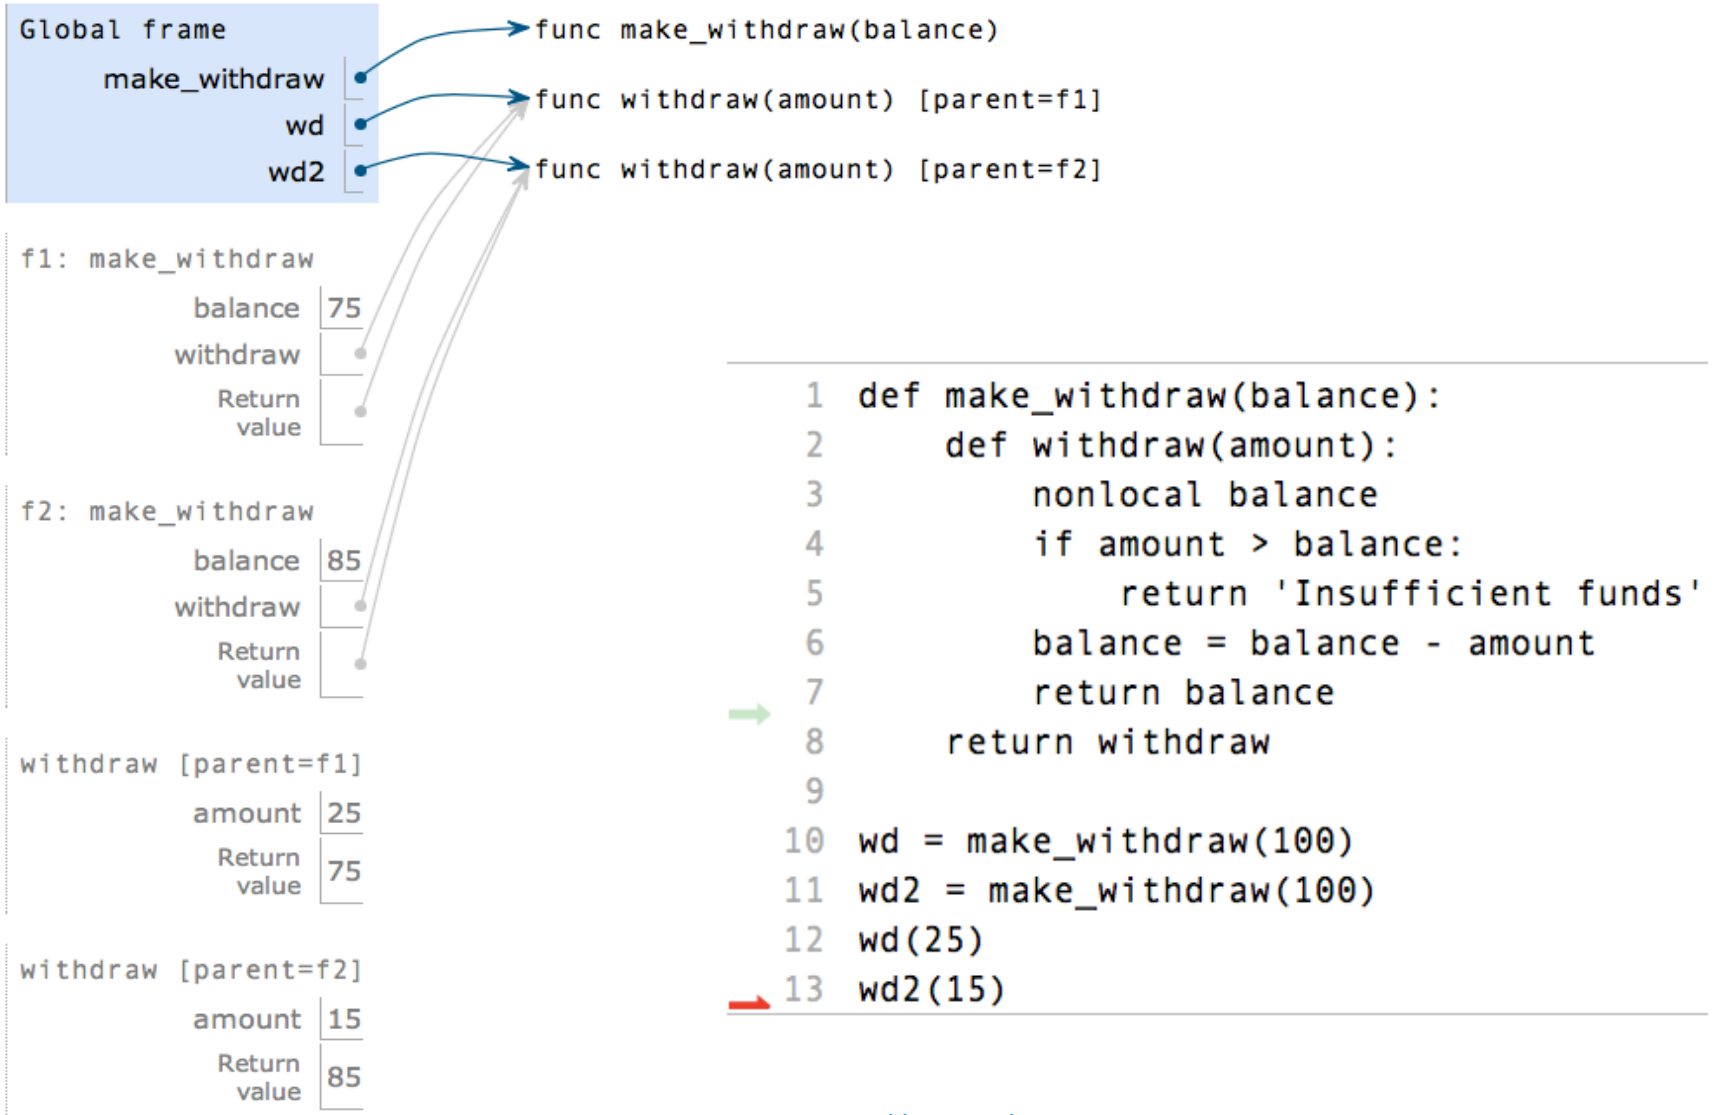 Global frame
make_withdraw
wd
wd2
func make_withdraw(balance)
func withdraw(amount) [parent=f1]
func withdraw(amount) [parent=f2]
f1: make_withdraw
balance 75
withdraw
Return
value
f2: make_withdraw
balance 85
withdraw
Return
value
withdraw [parent=f1]
amount 25
Return
value 75
withdraw [parent=f2]
amount 15
Return
value 85
1 def make_withdraw(balance):
2 def withdraw(amount):
3 nonlocal balance
4 if amount > balance:
5 return 'Insufficient funds'
6 balance = balance - amount
7 return balance
8 return withdraw
9
10 wd = make_withdraw(100)
11 wd2 = make_withdraw(100)
12 wd(25)
13 wd2(15)